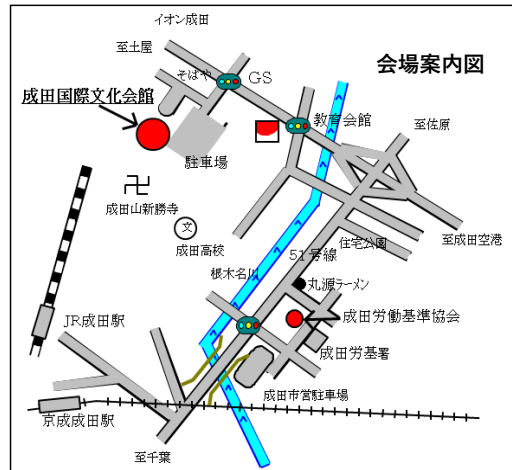 イオン成田
至土屋
会場案内図
そばや
GS
成田国際文化会館
教育会館
至佐原
駐車場
成田山新勝寺
文
成田高校
住宅公園
至成田空港
51号線
根木名川
丸源ラーメン
JR成田駅
成田労働基準協会
成田労基署
成田市営駐車場
京成成田駅
至千葉